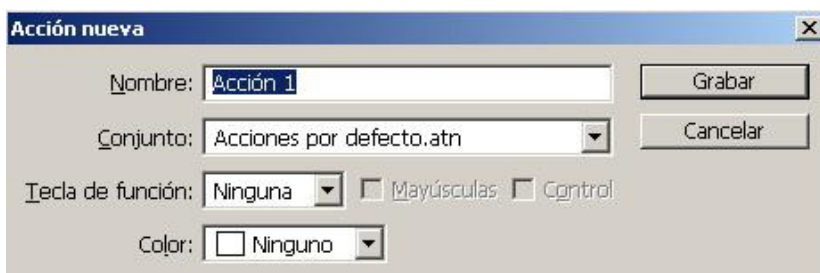 Acción nueva
Nombre: Acción 1 Grabar
Conjunto: Acciones por defecto.atn Cancelar
Tecla de función: Ninguna Mayúsculas Control
Color: Ninguno